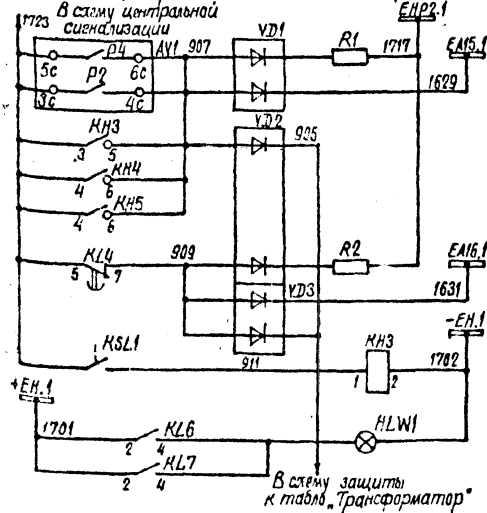 1723
В схему центральной
сигнализации
ЕНР2.1
Р4
АУ1
907
VD1
R1
1717
ЕА15.1
5с
6с
Р2
3с
4с
1629
КН3
3
5
VD2
905
КН4
4
6
КН5
4
6
KL4
5
7
909
R2
ЕА16.1
VD3
1631
KSL1
911
КН3
1
2
1702
-ЕН.1
+ЕН.1
1701
KL6
2
4
HLW1
KL7
2
4
В схему защиты
к табло „Трансформатор"